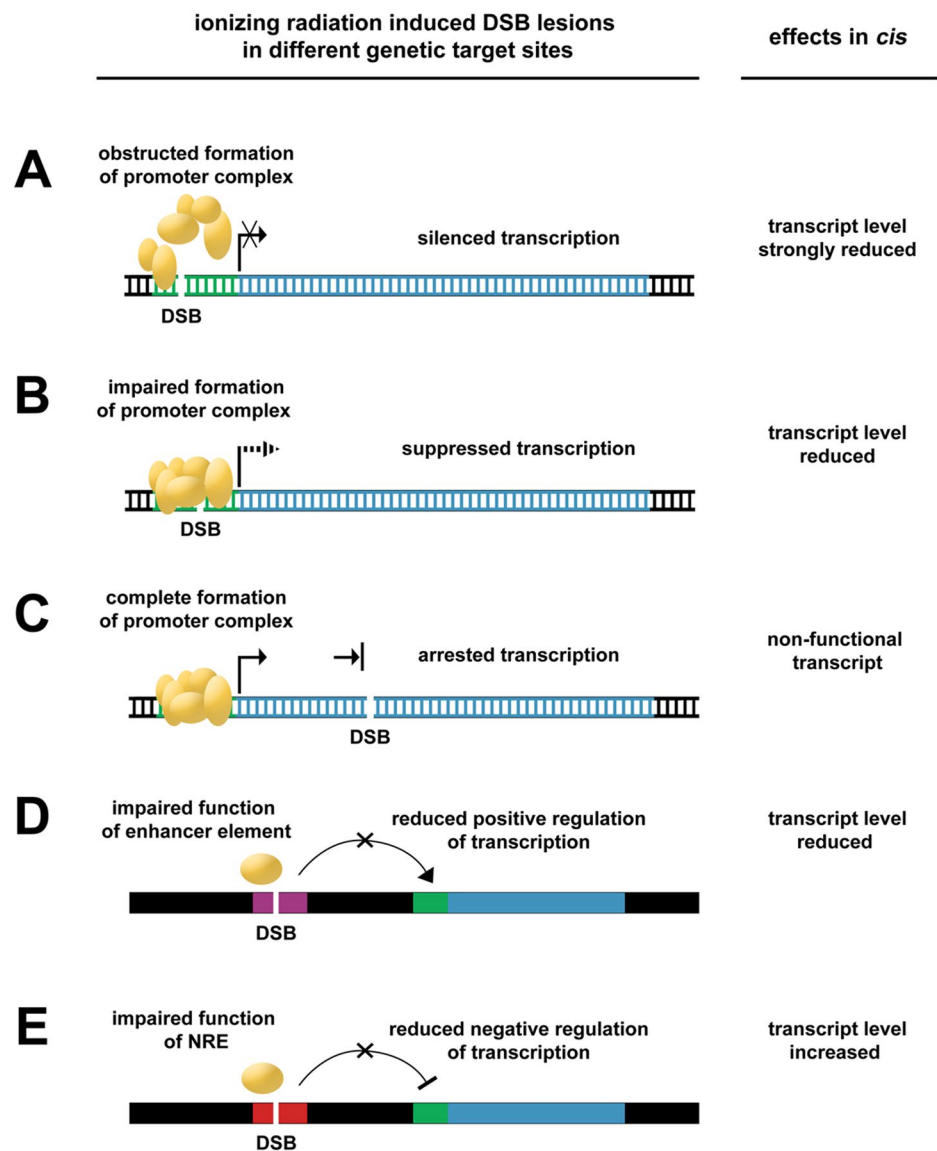 ionizing radiation induced DSB lesions
in different genetic target sites
effects in cis
A
obstructed formation
of promoter complex
silenced transcription
transcript level
strongly reduced
DSB
B
impaired formation
of promoter complex
suppressed transcription
transcript level
reduced
DSB
C
complete formation
of promoter complex
arrested transcription
non-functional
transcript
DSB
D
impaired function
of enhancer element
reduced positive regulation
of transcription
transcript level
reduced
DSB
E
impaired function
of NRE
reduced negative regulation
of transcription
transcript level
increased
DSB